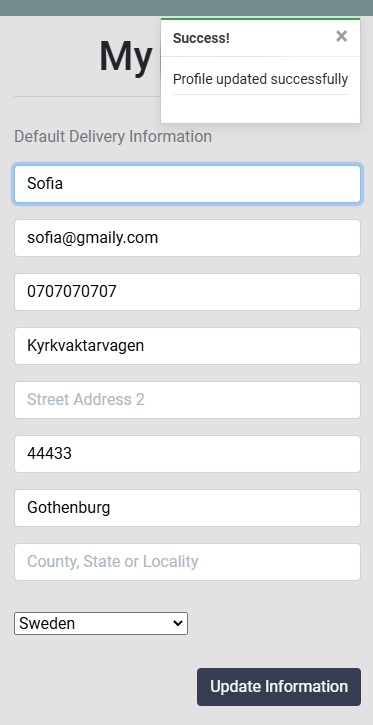 My
Success!
×
Profile updated successfully
Default Delivery Information
Sofia
sofia@gmaily.com
0707070707
Kyrkvaktarvagen
Street Address 2
44433
Gothenburg
County, State or Locality
Sweden
Update Information